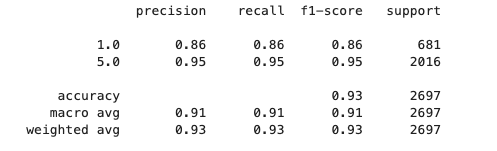 precision recall f1-score support
1.0 0.86 0.86 0.86 681
5.0 0.95 0.95 0.95 2016
accuracy 0.93 2697
macro avg 0.91 0.91 0.91 2697
weighted avg 0.93 0.93 0.93 2697